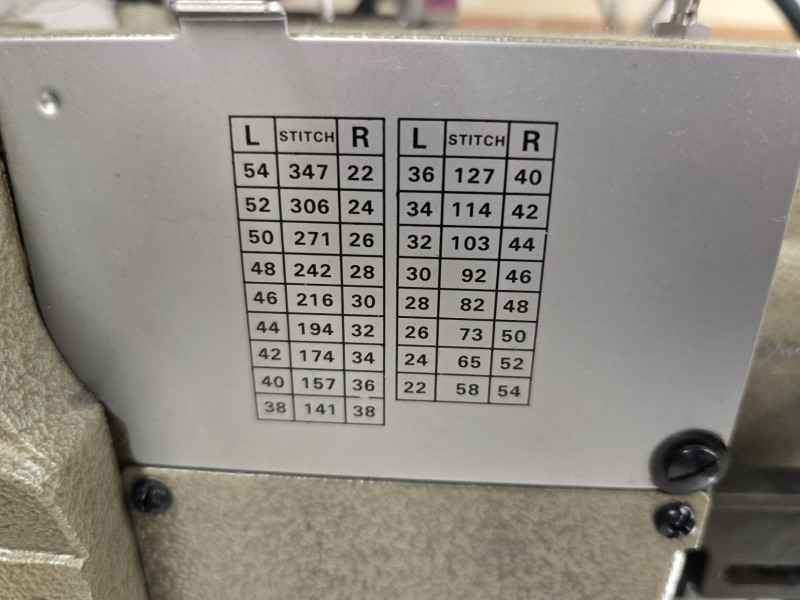 L STITCH R
54 347 22
52 306 24
50 271 26
48 242 28
46 216 30
44 194 32
42 174 34
40 157 36
38 141 38
L STITCH R
36 127 40
34 114 42
32 103 44
30 92 46
28 82 48
26 73 50
24 65 52
22 58 54